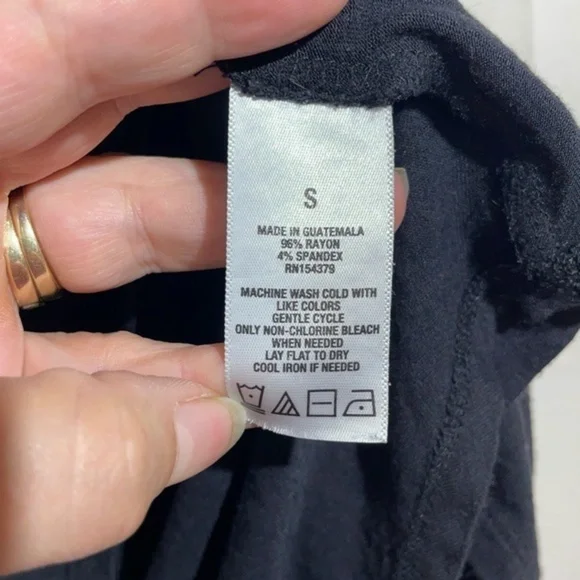 S
MADE IN GUATEMALA
96% RAYON
4% SPANDEX
RN154379
MACHINE WASH COLD WITH
LIKE COLORS
GENTLE CYCLE
ONLY NON-CHLORINE BLEACH
WHEN NEEDED
LAY FLAT TO DRY
COOL IRON IF NEEDED